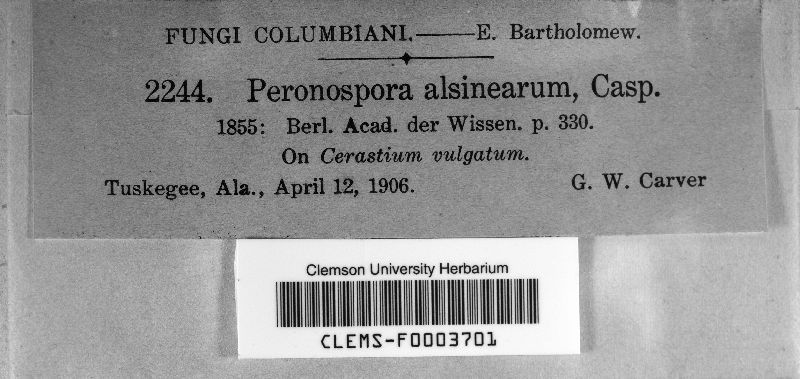 FUNGI COLUMBIANI.—E. Bartholomew.
2244. Peronospora alsinearum, Casp.
1855: Berl. Acad. der Wissen. p. 330.
On Cerastium vulgatum.
Tuskegee, Ala., April 12, 1906. G. W. Carver
Clemson University Herbarium
CLEMS-F0003701